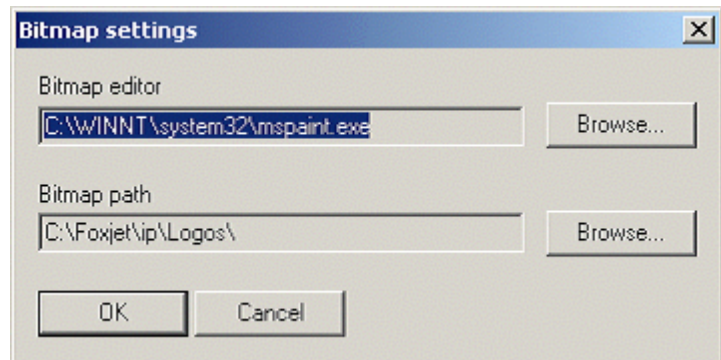 Bitmap settings
Bitmap editor
C:\WINNT\system32\mspaint.exe
Browse...
Bitmap path
C:\Foxjet\ip\Logos\
Browse...
OK
Cancel